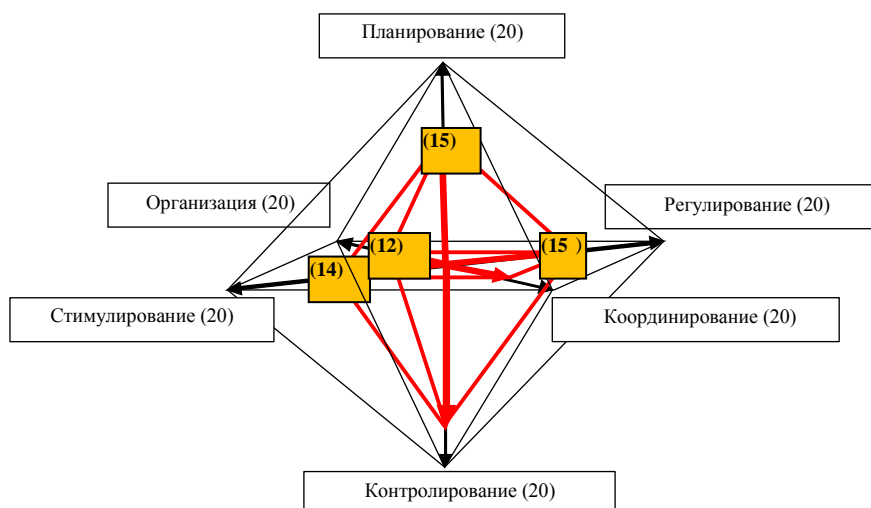 Планирование (20)
(15)
Организация (20)
Регулирование (20)
(12)
(15 )
(14)
Стимулирование (20)
Координирование (20)
Контролирование (20)